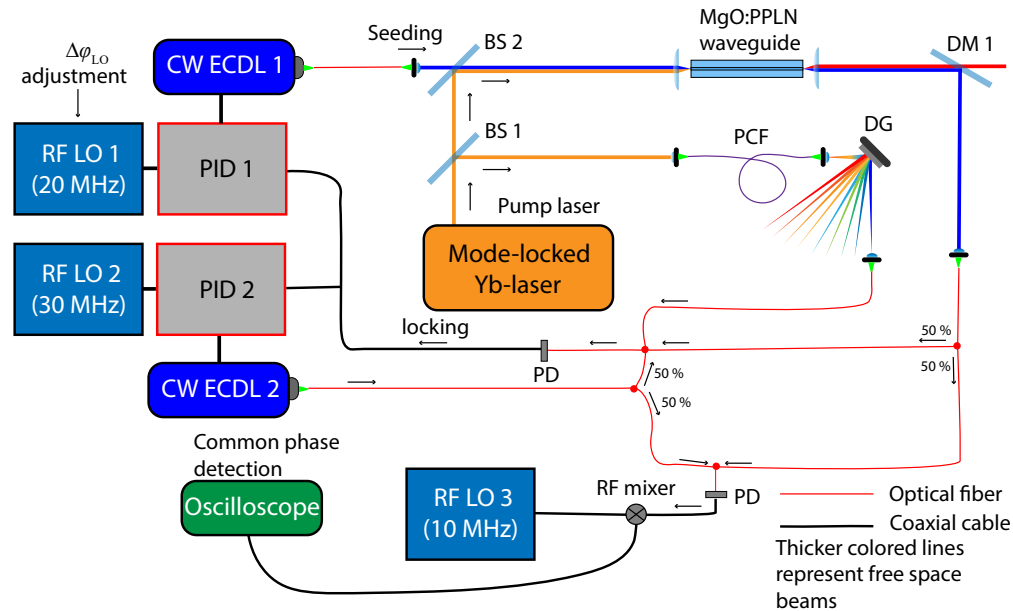 Δφ_LO
adjustment
CW ECDL 1
Seeding
BS 2
MgO:PPLN
waveguide
DM 1
RF LO 1
(20 MHz)
PID 1
BS 1
PCF
DG
Pump laser
Mode-locked
Yb-laser
RF LO 2
(30 MHz)
PID 2
locking
PD
50 %
50 %
CW ECDL 2
50 %
50 %
Common phase
detection
Oscilloscope
RF LO 3
(10 MHz)
RF mixer
PD
Optical fiber
Coaxial cable
Thicker colored lines
represent free space
beams